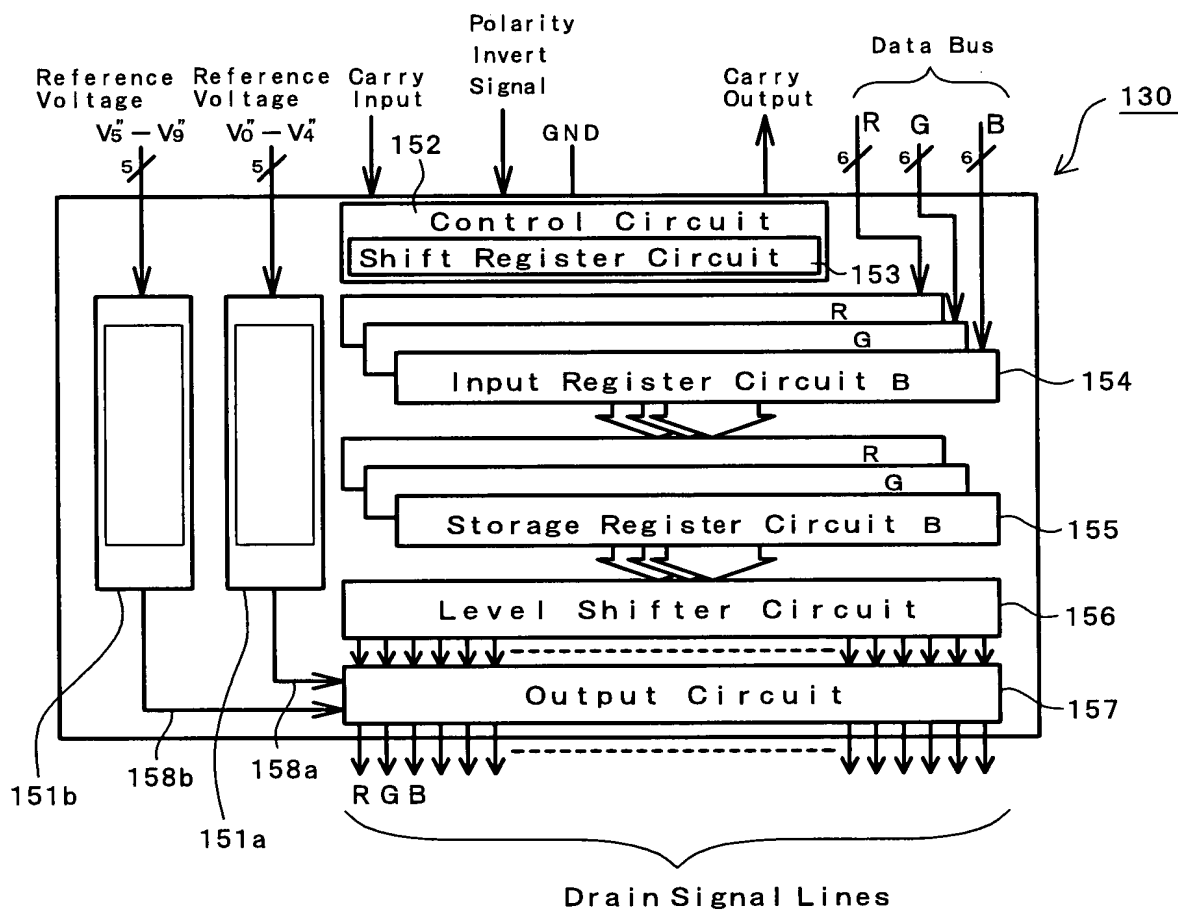 Polarity
Invert
Signal
Data Bus
Reference
Voltage
V5" - V9"
Reference
Voltage
V0" - V4"
Carry
Input
Carry
Output
130
GND
R
G
B
152
5
5
6
6
6
Control Circuit
Shift Register Circuit
153
R
G
Input Register Circuit B
154
R
G
Storage Register Circuit B
155
Level Shifter Circuit
156
Output Circuit
157
158b
158a
151b
151a
R G B
Drain Signal Lines